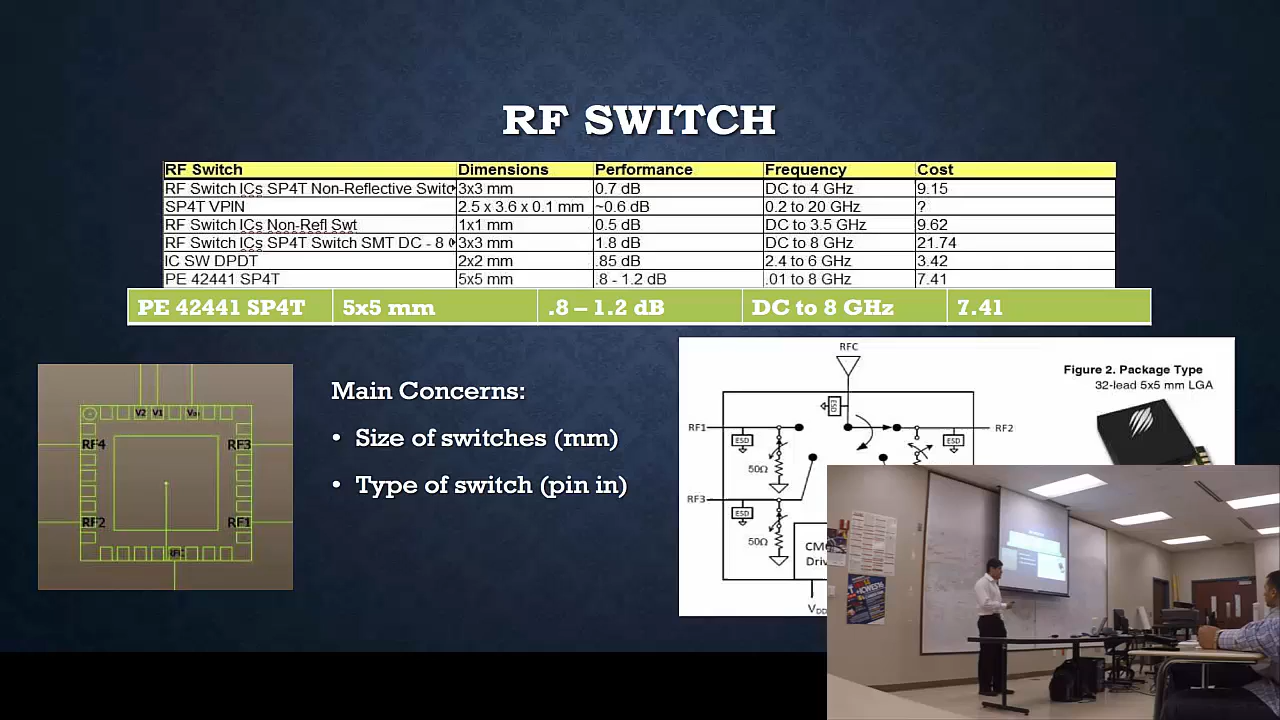 RF SWITCH
RF Switch Dimensions Performance Frequency Cost
RF Switch ICs SP4T Non-Reflective Switc 3x3 mm 0.7 dB DC to 4 GHz 9.15
SP4T VPIN 2.5 x 3.6 x 0.1 mm ~0.6 dB 0.2 to 20 GHz ?
RF Switch ICs Non-Refl Swt 1x1 mm 0.5 dB DC to 3.5 GHz 9.62
RF Switch ICs SP4T Switch SMT DC - 8 3x3 mm 1.8 dB DC to 8 GHz 21.74
IC SW DPDT 2x2 mm .85 dB 2.4 to 6 GHz 3.42
PE 42441 SP4T 5x5 mm .8 - 1.2 dB .01 to 8 GHz 7.41
PE 42441 SP4T 5x5 mm .8 – 1.2 dB DC to 8 GHz 7.41
V2 V1
RF4 RF3
RF2 RF1
Main Concerns:
• Size of switches (mm)
• Type of switch (pin in)
RFC
Figure 2. Package Type
32-lead 5x5 mm LGA
ESD
RF1 RF2
ESD ESD
50Ω
RF3
ESD
50Ω
CM
Driv
VDD